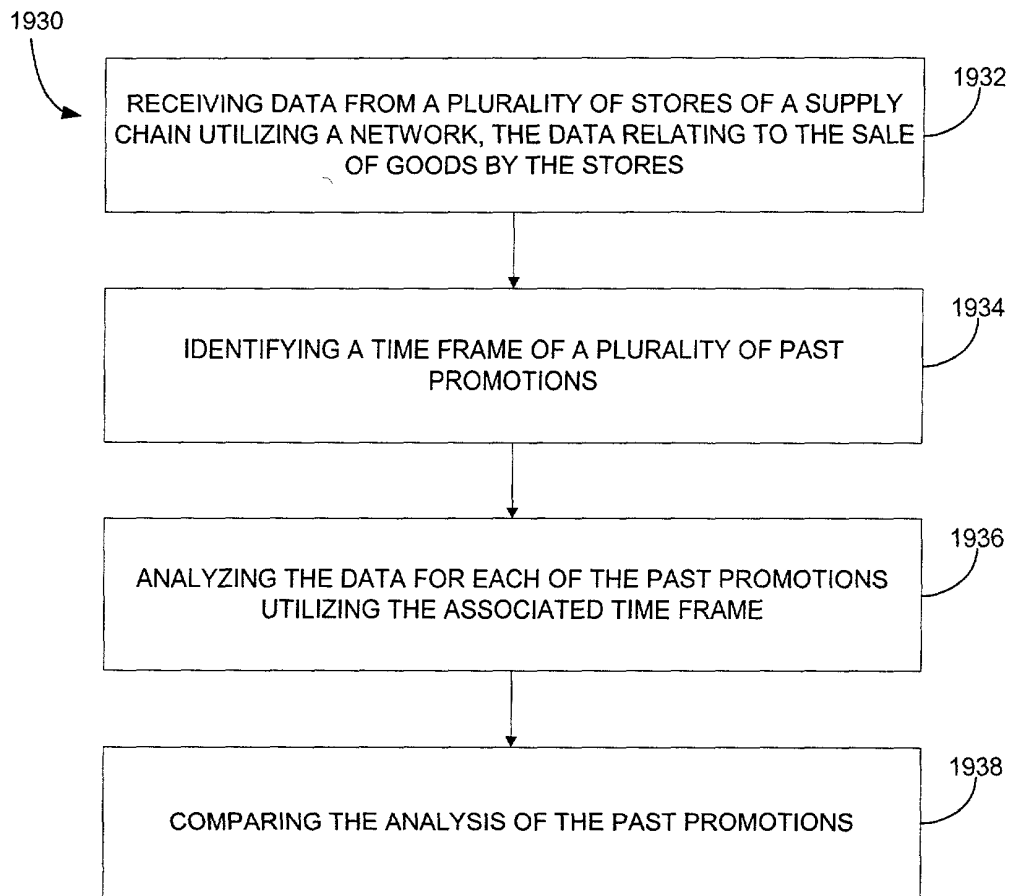 1930
1932
RECEIVING DATA FROM A PLURALITY OF STORES OF A SUPPLY
CHAIN UTILIZING A NETWORK, THE DATA RELATING TO THE SALE
OF GOODS BY THE STORES
1934
IDENTIFYING A TIME FRAME OF A PLURALITY OF PAST
PROMOTIONS
1936
ANALYZING THE DATA FOR EACH OF THE PAST PROMOTIONS
UTILIZING THE ASSOCIATED TIME FRAME
1938
COMPARING THE ANALYSIS OF THE PAST PROMOTIONS